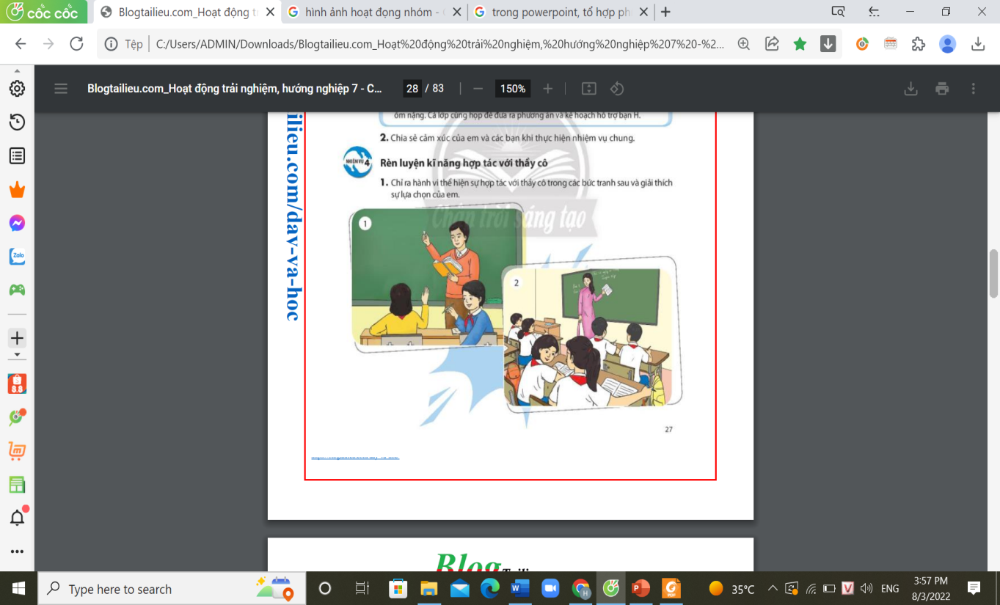 cốc cốc
Blogtailieu.com_Hoạt động t
hình ảnh hoạt đọng nhóm -
trong powerpoint, tổ hợp ph
Tệp
C:/Users/ADMIN/Downloads/Blogtailieu.com_Hoạt%20động%20trải%20nghiệm,%20hướng%20nghiệp%207%20-%2...
Blogtailieu.com_Hoạt động trải nghiệm, hướng nghiệp 7 - C...
28 / 83
150%
ilieu.com/day-va-hoc
ốm nặng. Cả lớp cùng họp để đưa ra phương án và kế hoạch hỗ trợ bạn H.
2. Chia sẻ cảm xúc của em và các bạn khi thực hiện nhiệm vụ chung.
NHIỆM VỤ 4
Rèn luyện kĩ năng hợp tác với thầy cô
1. Chỉ ra hành vi thể hiện sự hợp tác với thầy cô trong các bức tranh sau và giải thích
sự lựa chọn của em.
Chân trời sáng tạo
1
2
27
Blog
Zalo
8.8
Type here to search
35°C
ENG
3:57 PM
8/3/2022